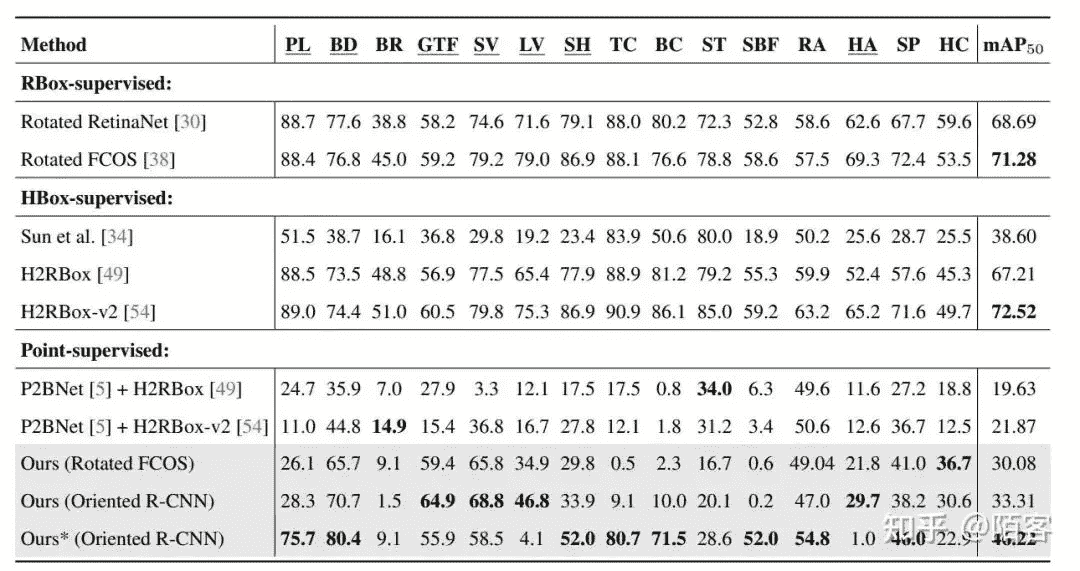 Method PL BD BR GTF SV LV SH TC BC ST SBF RA HA SP HC mAP50
RBox-supervised:
Rotated RetinaNet [30] 88.7 77.6 38.8 58.2 74.6 71.6 79.1 88.0 80.2 72.3 52.8 58.6 62.6 67.7 59.6 68.69
Rotated FCOS [38] 88.4 76.8 45.0 59.2 79.2 79.0 86.9 88.1 76.6 78.8 58.6 57.5 69.3 72.4 53.5 71.28
HBox-supervised:
Sun et al. [34] 51.5 38.7 16.1 36.8 29.8 19.2 23.4 83.9 50.6 80.0 18.9 50.2 25.6 28.7 25.5 38.60
H2RBox [49] 88.5 73.5 48.8 56.9 77.5 65.4 77.9 88.9 81.2 79.2 55.3 59.9 52.4 57.6 45.3 67.21
H2RBox-v2 [54] 89.0 74.4 51.0 60.5 79.8 75.3 86.9 90.9 86.1 85.0 59.2 63.2 65.2 71.6 49.7 72.52
Point-supervised:
P2BNet [5] + H2RBox [49] 24.7 35.9 7.0 27.9 3.3 12.1 17.5 17.5 0.8 34.0 6.3 49.6 11.6 27.2 18.8 19.63
P2BNet [5] + H2RBox-v2 [54] 11.0 44.8 14.9 15.4 36.8 16.7 27.8 12.1 1.8 31.2 3.4 50.6 12.6 36.7 12.5 21.87
Ours (Rotated FCOS) 26.1 65.7 9.1 59.4 65.8 34.9 29.8 0.5 2.3 16.7 0.6 49.04 21.8 41.0 36.7 30.08
Ours (Oriented R-CNN) 28.3 70.7 1.5 64.9 68.8 46.8 33.9 9.1 10.0 20.1 0.2 47.0 29.7 38.2 30.6 33.31
Ours* (Oriented R-CNN) 75.7 80.4 9.1 55.9 58.5 4.1 52.0 80.7 71.5 28.6 52.0 54.8 1.0 46.0 22.9 46.22
知乎 @陌客